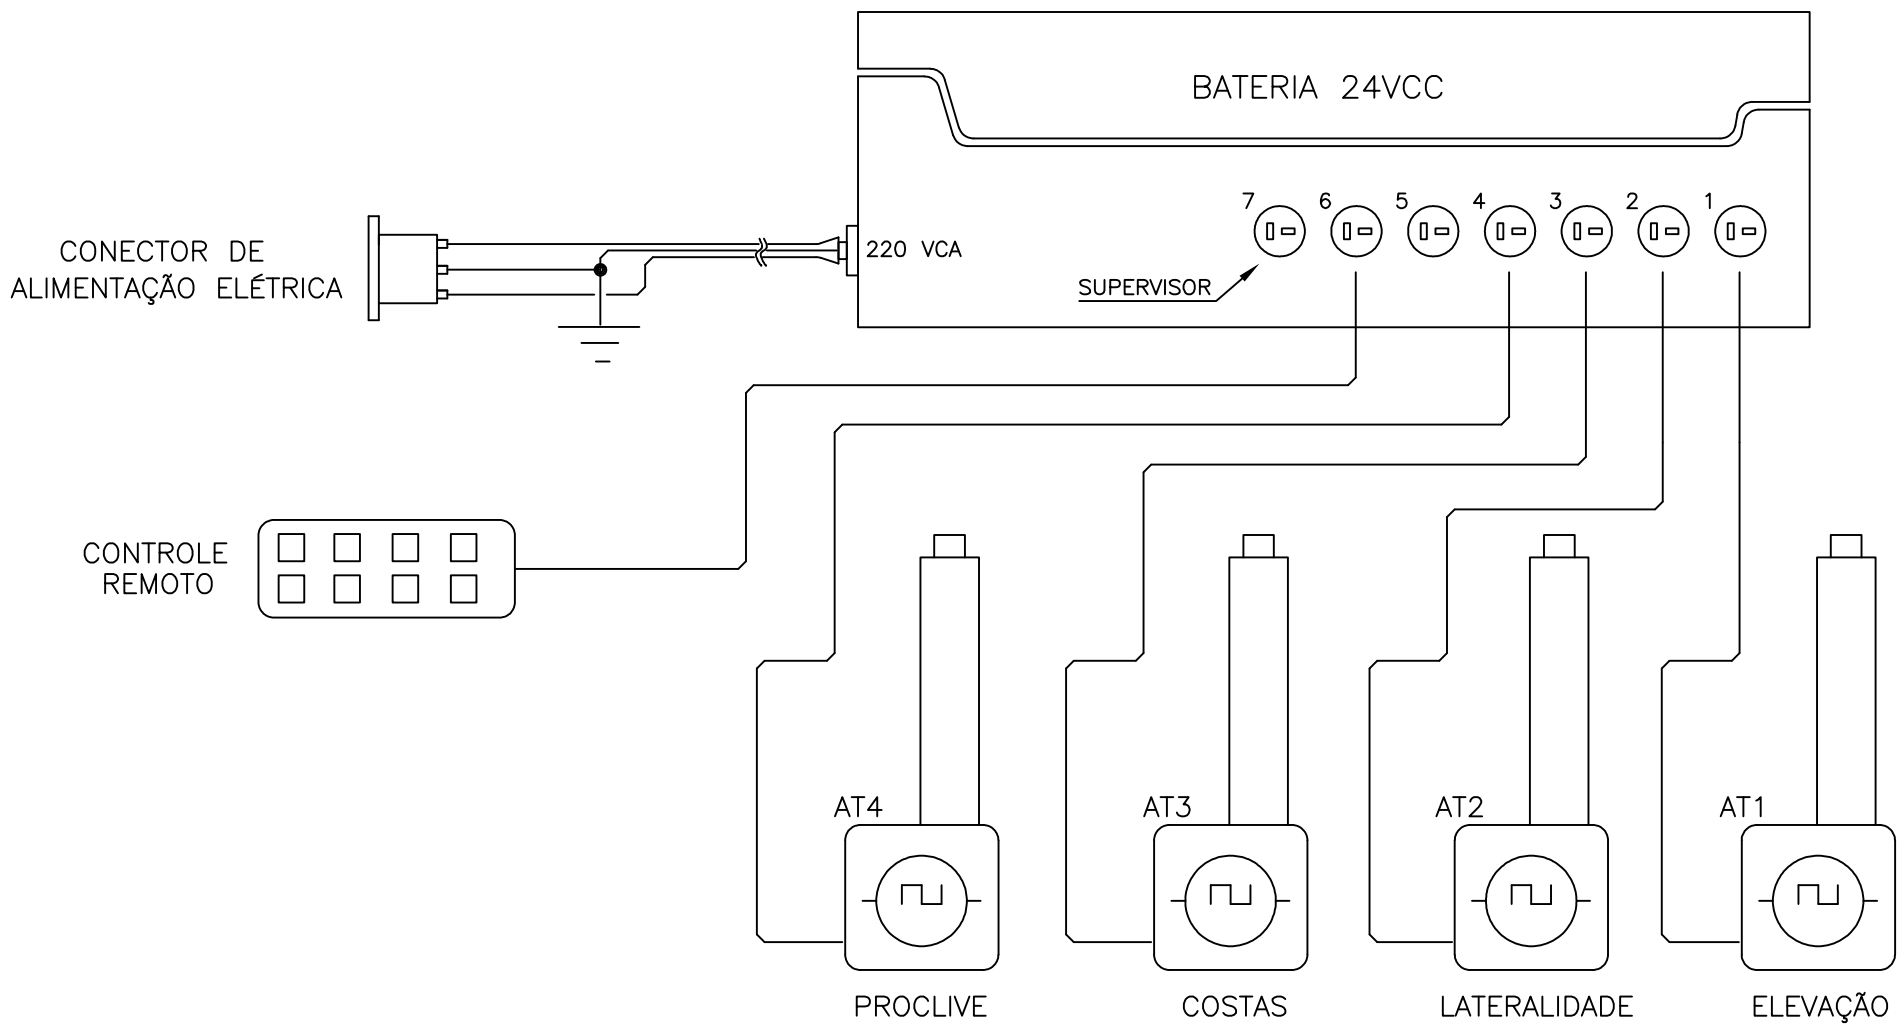 BATERIA 24VCC
7 6 5 4 3 2 1
CONECTOR DE
ALIMENTAÇÃO ELÉTRICA
220 VCA
SUPERVISOR
CONTROLE
REMOTO
AT4 AT3 AT2 AT1
PROCLIVE COSTAS LATERALIDADE ELEVAÇÃO